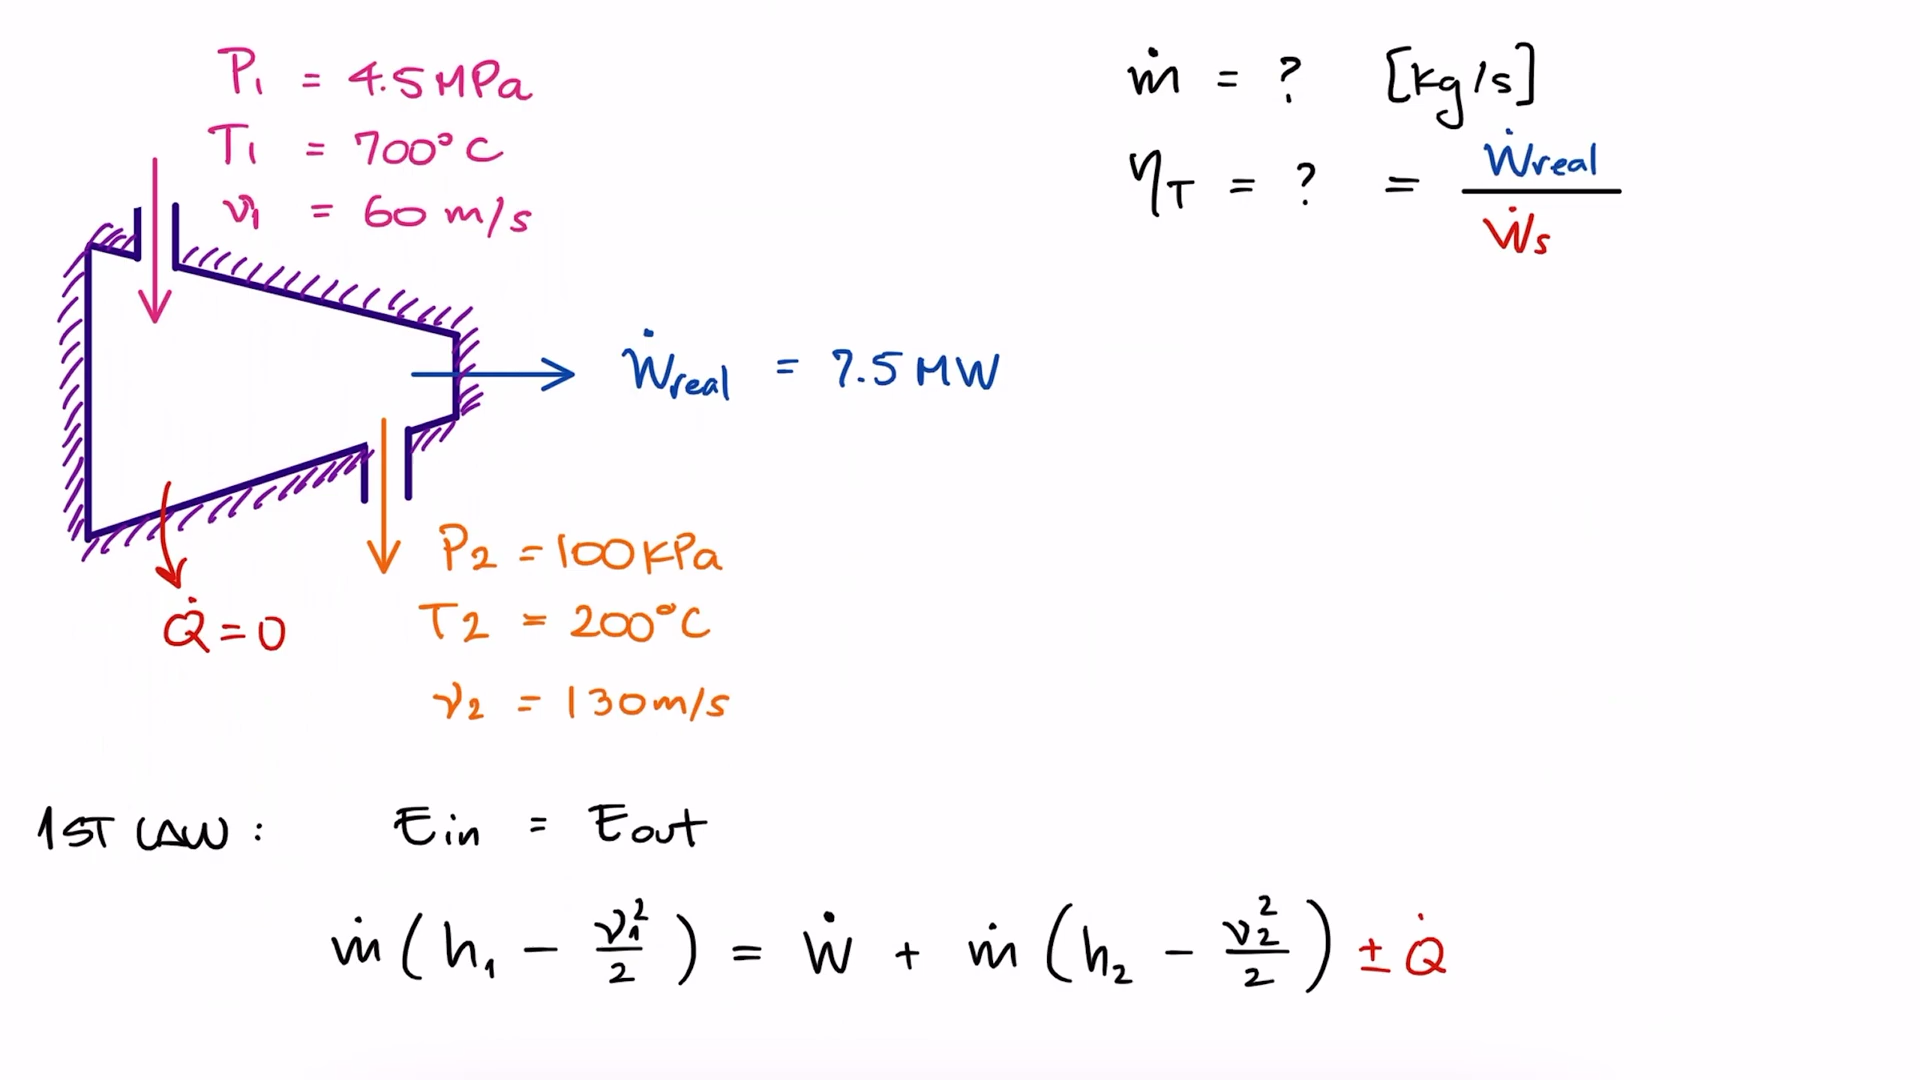 P₁ = 4.5 MPa
T₁ = 700°C
v₁ = 60 m/s
ṁ = ? [kg/s]
η_T = ? = Ẇreal / Ẇs
Ẇreal = 7.5 MW
P₂ = 100 kPa
T₂ = 200°C
v₂ = 130 m/s
Q̇ = 0
1ST LAW : Ein = Eout
ṁ ( h₁ − v₁²/2 ) = Ẇ + ṁ ( h₂ − v₂²/2 ) ± Q̇